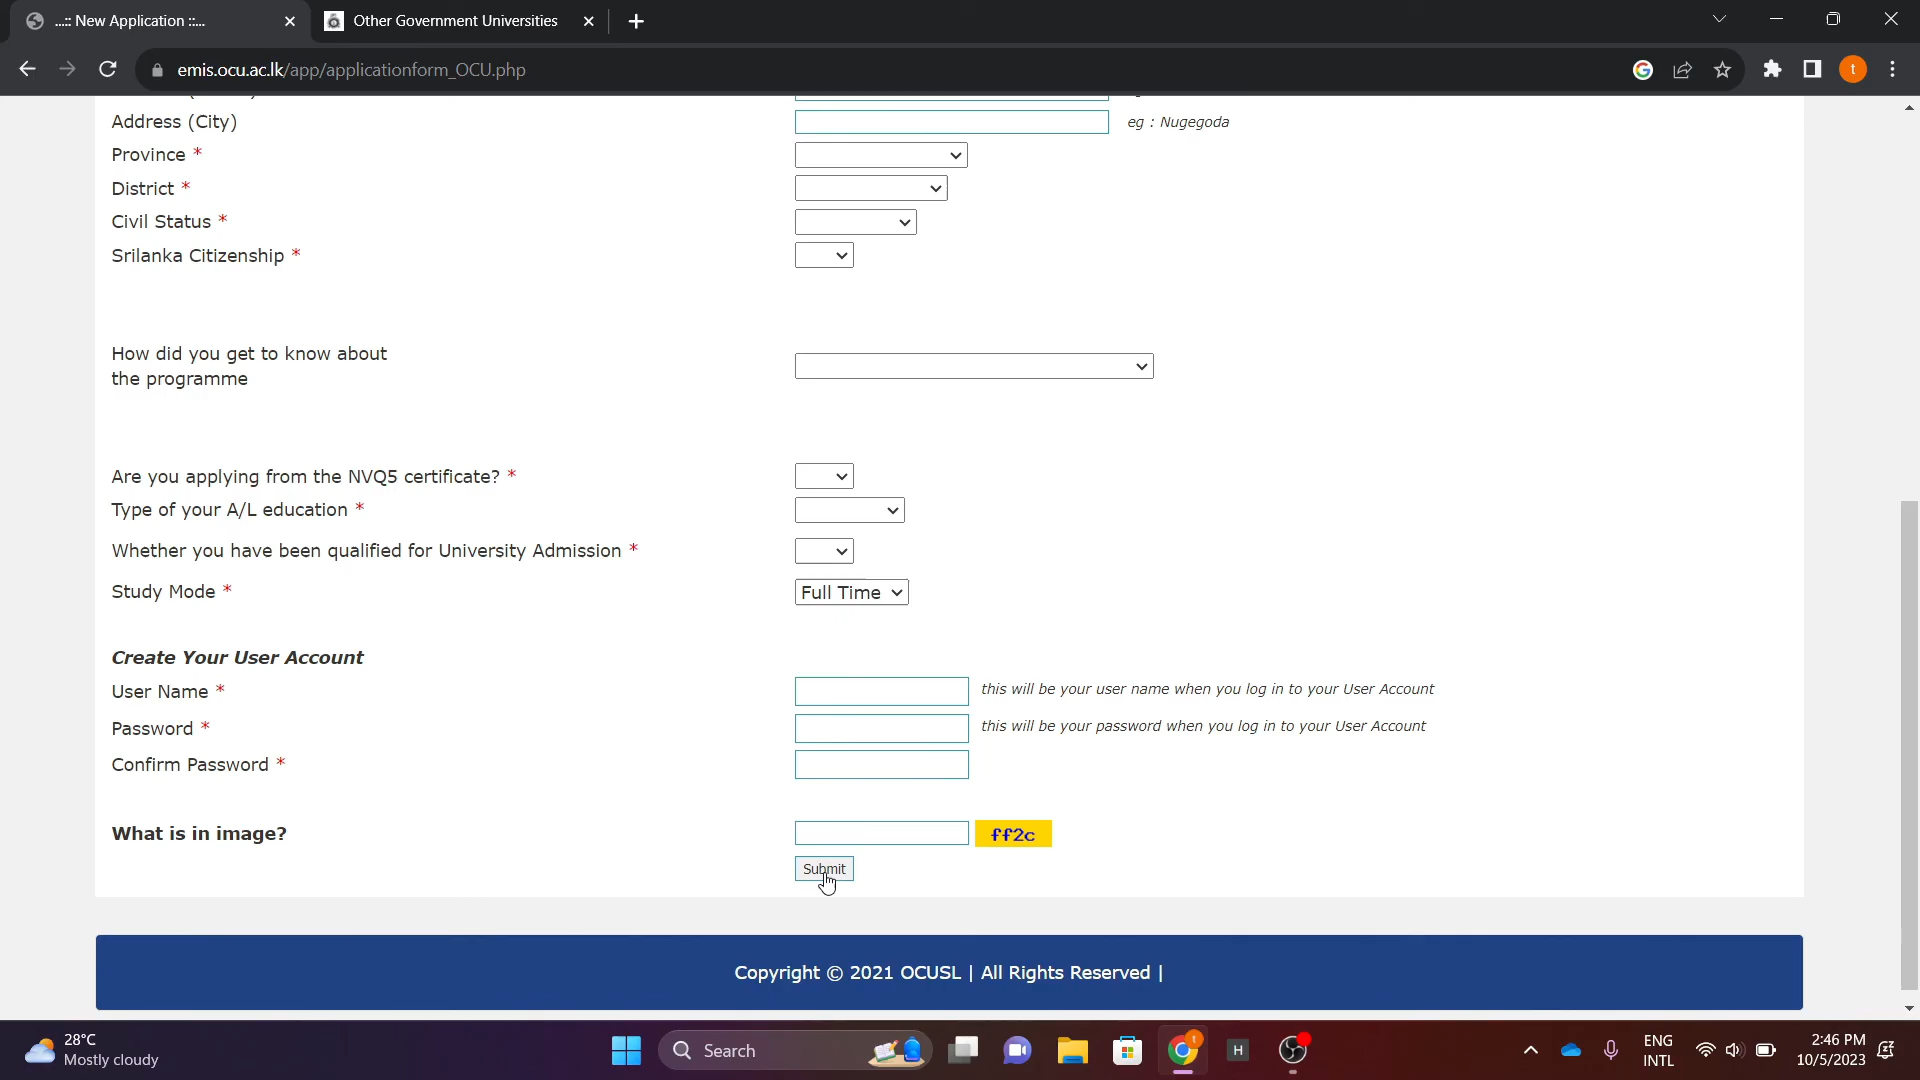 ...:: New Application ::...
Other Government Universities
emis.ocu.ac.lk/app/applicationform_OCU.php
Address (City)
eg : Nugegoda
Province *
District *
Civil Status *
Srilanka Citizenship *
How did you get to know about
the programme
Are you applying from the NVQ5 certificate? *
Type of your A/L education *
Whether you have been qualified for University Admission *
Study Mode *
Full Time
Create Your User Account
User Name *
this will be your user name when you log in to your User Account
Password *
this will be your password when you log in to your User Account
Confirm Password *
What is in image?
ff2c
Submit
Copyright © 2021 OCUSL | All Rights Reserved |
28°C
Mostly cloudy
Search
H
ENG
INTL
2:46 PM
10/5/2023
t